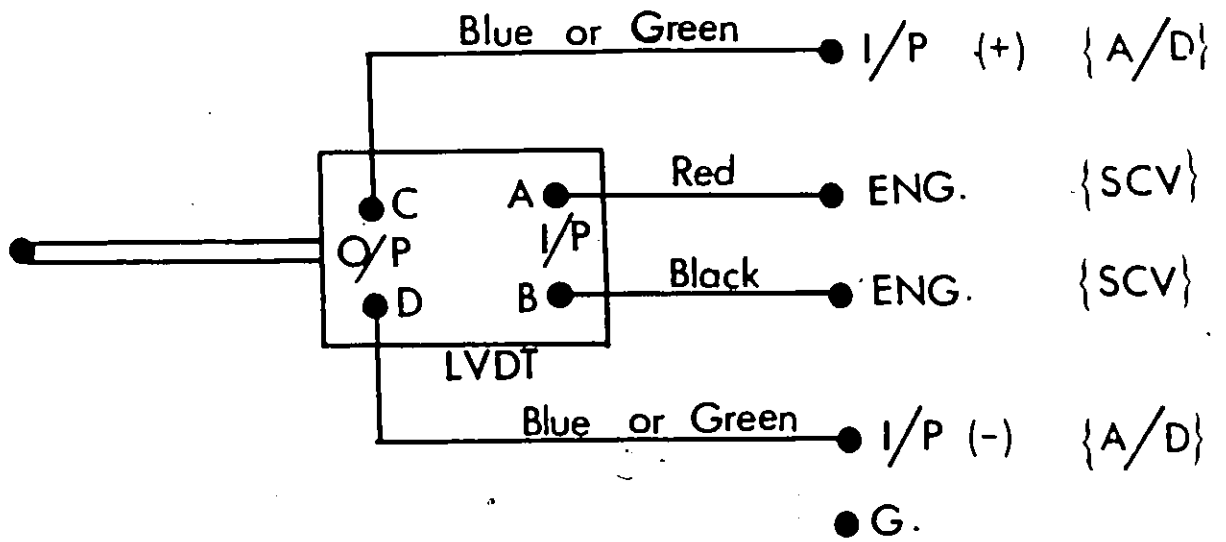 Blue or Green
I/P (+) {A/D}
C
A
Red
ENG. {SCV}
O/P
I/P
D
B
Black
ENG. {SCV}
LVDT
Blue or Green
I/P (-) {A/D}
G.